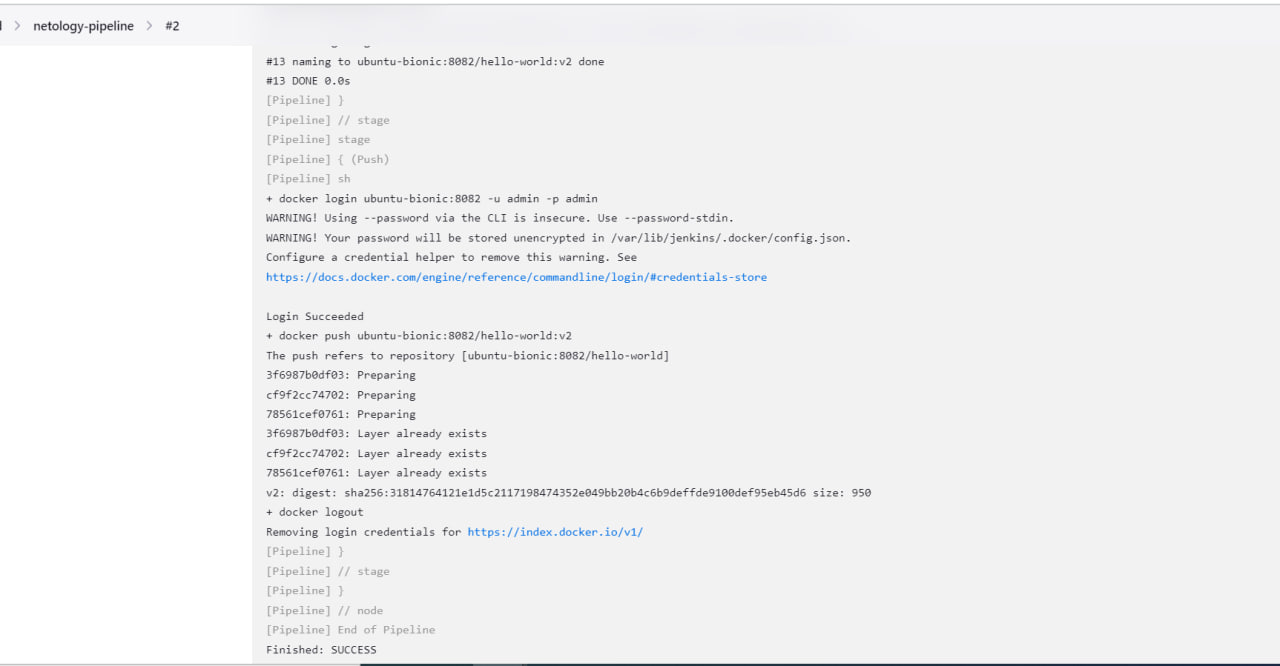 netology-pipeline > #2
#13 naming to ubuntu-bionic:8082/hello-world:v2 done
#13 DONE 0.0s
[Pipeline] }
[Pipeline] // stage
[Pipeline] stage
[Pipeline] { (Push)
[Pipeline] sh
+ docker login ubuntu-bionic:8082 -u admin -p admin
WARNING! Using --password via the CLI is insecure. Use --password-stdin.
WARNING! Your password will be stored unencrypted in /var/lib/jenkins/.docker/config.json.
Configure a credential helper to remove this warning. See
https://docs.docker.com/engine/reference/commandline/login/#credentials-store
Login Succeeded
+ docker push ubuntu-bionic:8082/hello-world:v2
The push refers to repository [ubuntu-bionic:8082/hello-world]
3f6987b0df03: Preparing
cf9f2cc74702: Preparing
78561cef0761: Preparing
3f6987b0df03: Layer already exists
cf9f2cc74702: Layer already exists
78561cef0761: Layer already exists
v2: digest: sha256:31814764121e1d5c2117198474352e049bb20b4c6b9deffde9100def95eb45d6 size: 950
+ docker logout
Removing login credentials for https://index.docker.io/v1/
[Pipeline] }
[Pipeline] // stage
[Pipeline] }
[Pipeline] // node
[Pipeline] End of Pipeline
Finished: SUCCESS